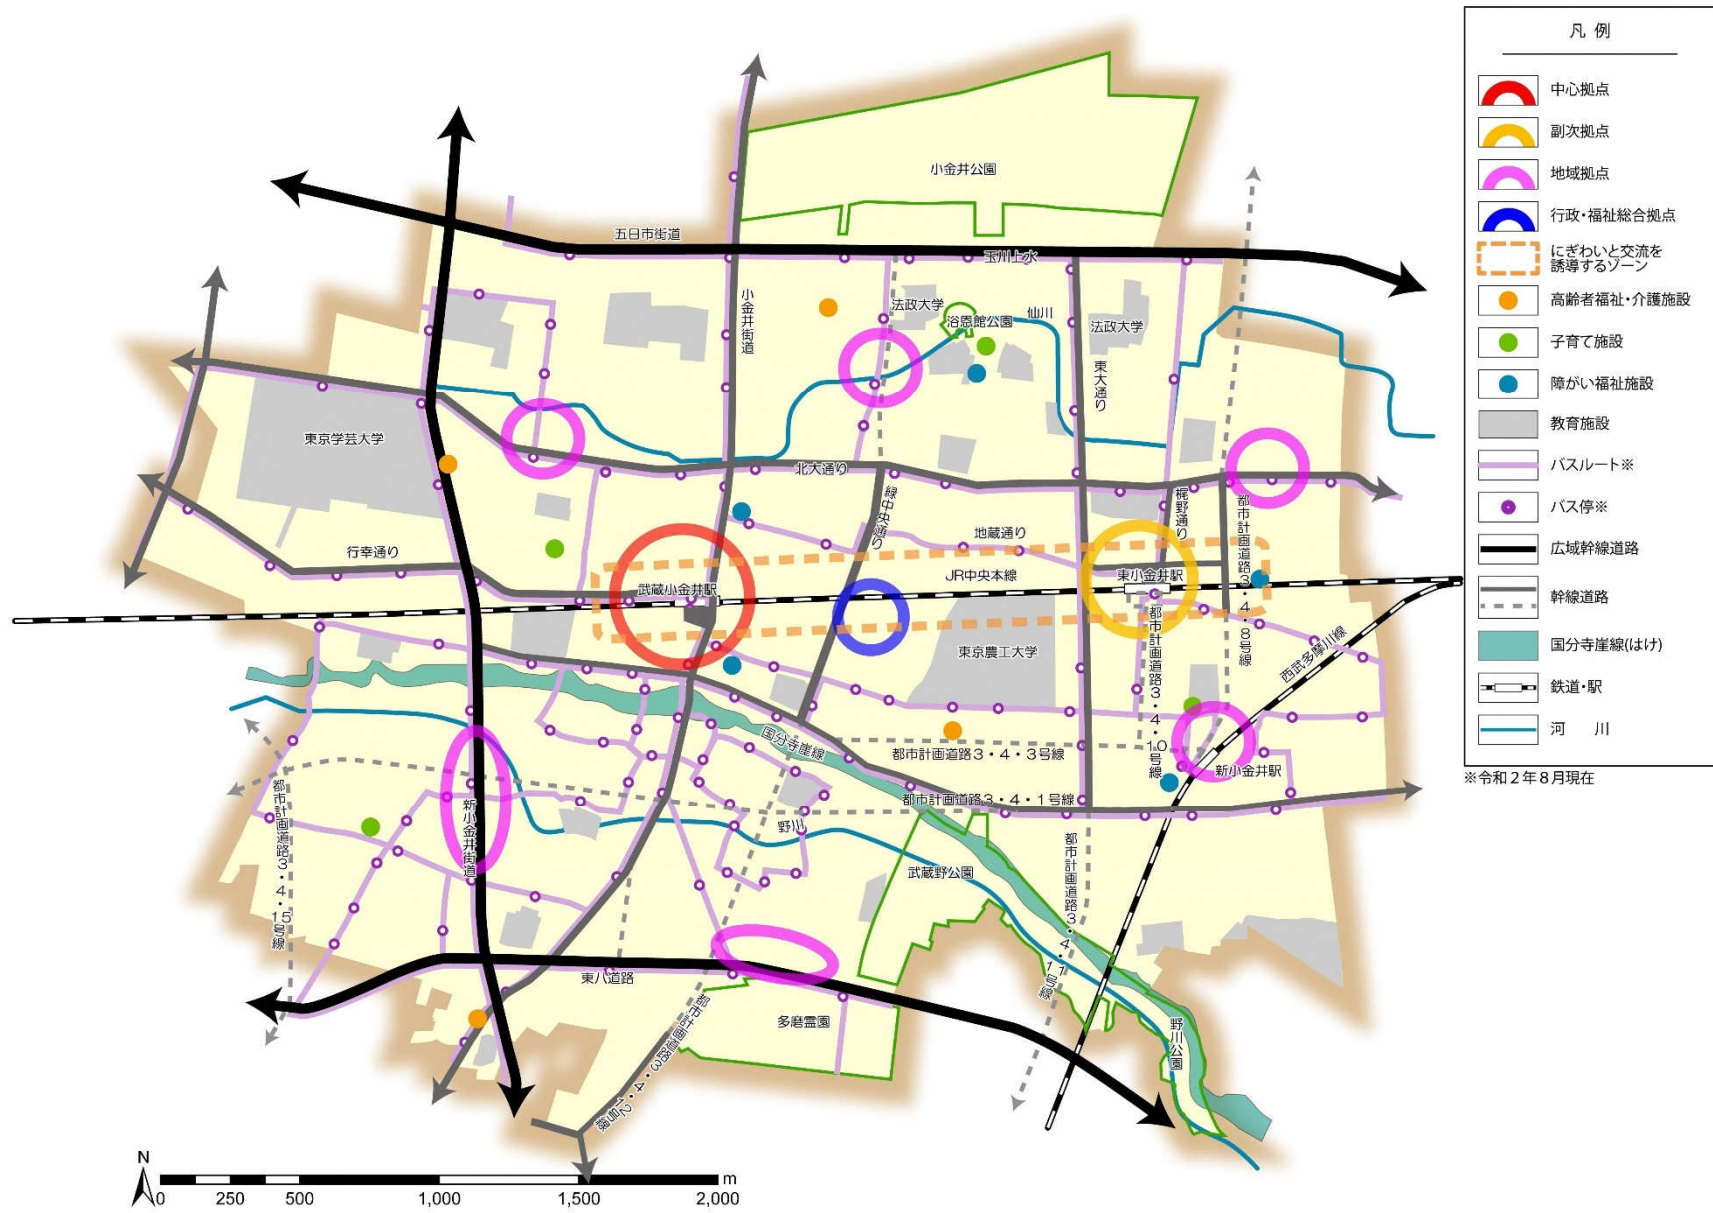 凡 例
中心拠点
副次拠点
地域拠点
行政・福祉総合拠点
にぎわいと交流を
誘導するゾーン
高齢者福祉・介護施設
子育て施設
障がい福祉施設
教育施設
バスルート※
バス停※
広域幹線道路
幹線道路
国分寺崖線(はけ)
鉄道・駅
河 川
※令和2年8月現在
小金井公園
五日市街道
玉川上水
小金井街道
法政大学
浴恩館公園
仙川
法政大学
東大通り
東京学芸大学
北大通り
緑中央通り
梶野通り
都市計画道路3・4・8号線
地蔵通り
行幸通り
武蔵小金井駅
JR中央本線
東小金井駅
東京農工大学
都市計画道路3・4・10号線
西武多摩川線
国分寺崖線
都市計画道路3・4・3号線
新小金井駅
都市計画道路3・4・1号線
都市計画道路3・4・15号線
新小金井街道
野川
武蔵野公園
都市計画道路3・4・11号線
東八道路
多磨霊園
都市計画道路3・4・2
野川公園
N
0 250 500 1,000 1,500 2,000 m